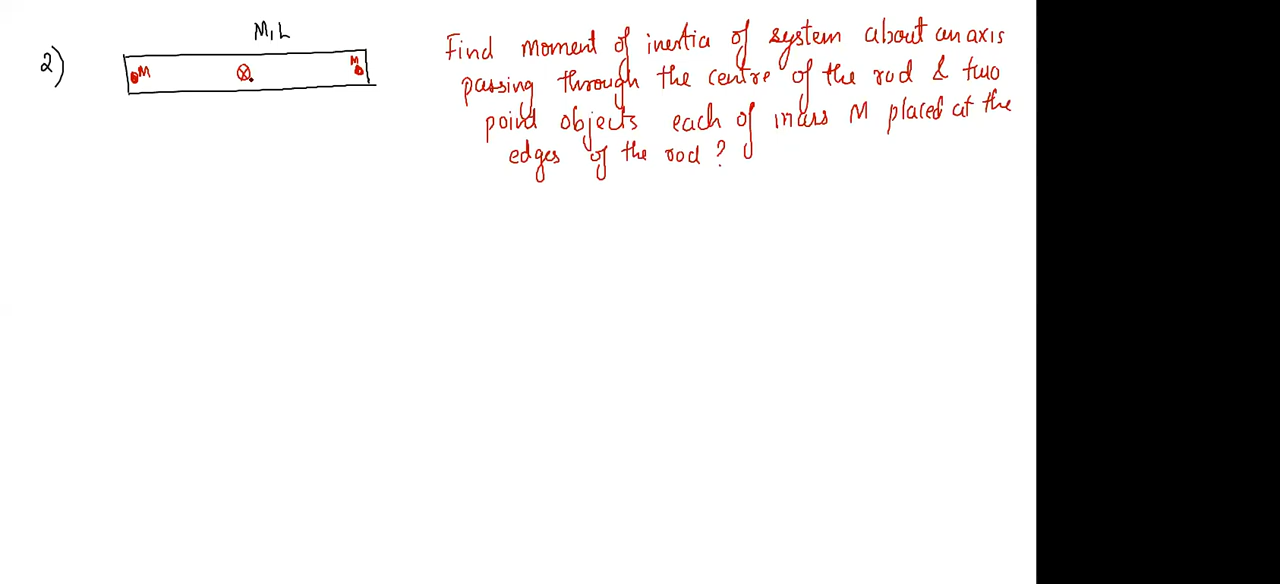 2)
M, L
M
M
Find moment of inertia of system about an axis
passing through the centre of the rod & two
point objects each of mass M placed at the
edges of the rod ?